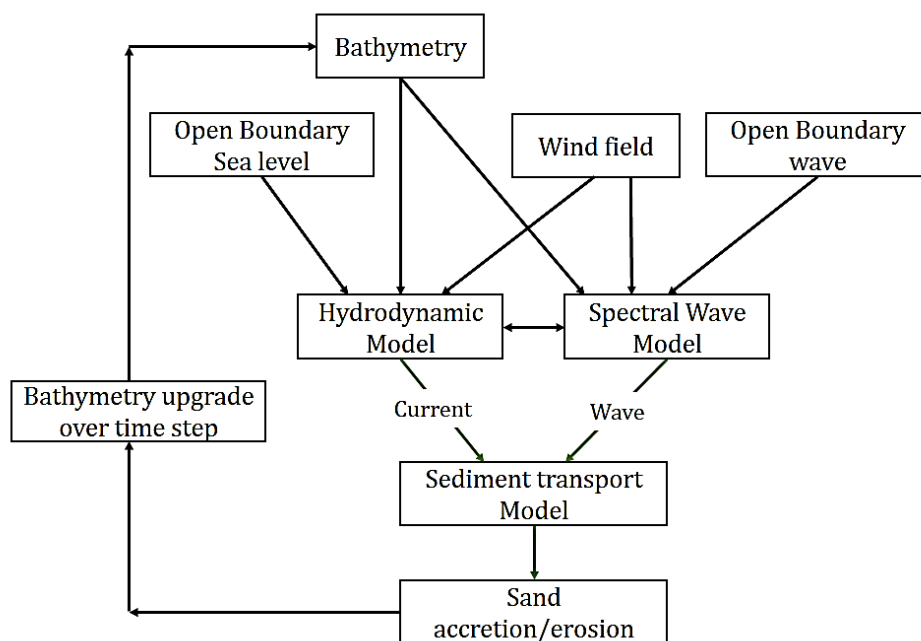 Bathymetry
Open Boundary
Sea level
Wind field
Open Boundary
wave
Hydrodynamic
Model
Spectral Wave
Model
Bathymetry upgrade
over time step
Current
Wave
Sediment transport
Model
Sand
accretion/erosion